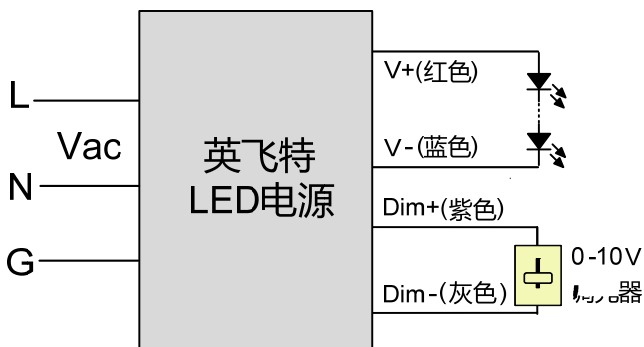 L
Vac
N
G
英飞特
LED电源
V+(红色)
V-(蓝色)
Dim+(紫色)
Dim-(灰色)
0-10V
器